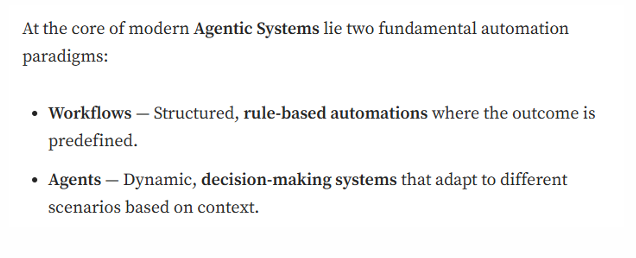 At the core of modern Agentic Systems lie two fundamental automation
paradigms:
• Workflows — Structured, rule-based automations where the outcome is
predefined.
• Agents — Dynamic, decision-making systems that adapt to different
scenarios based on context.